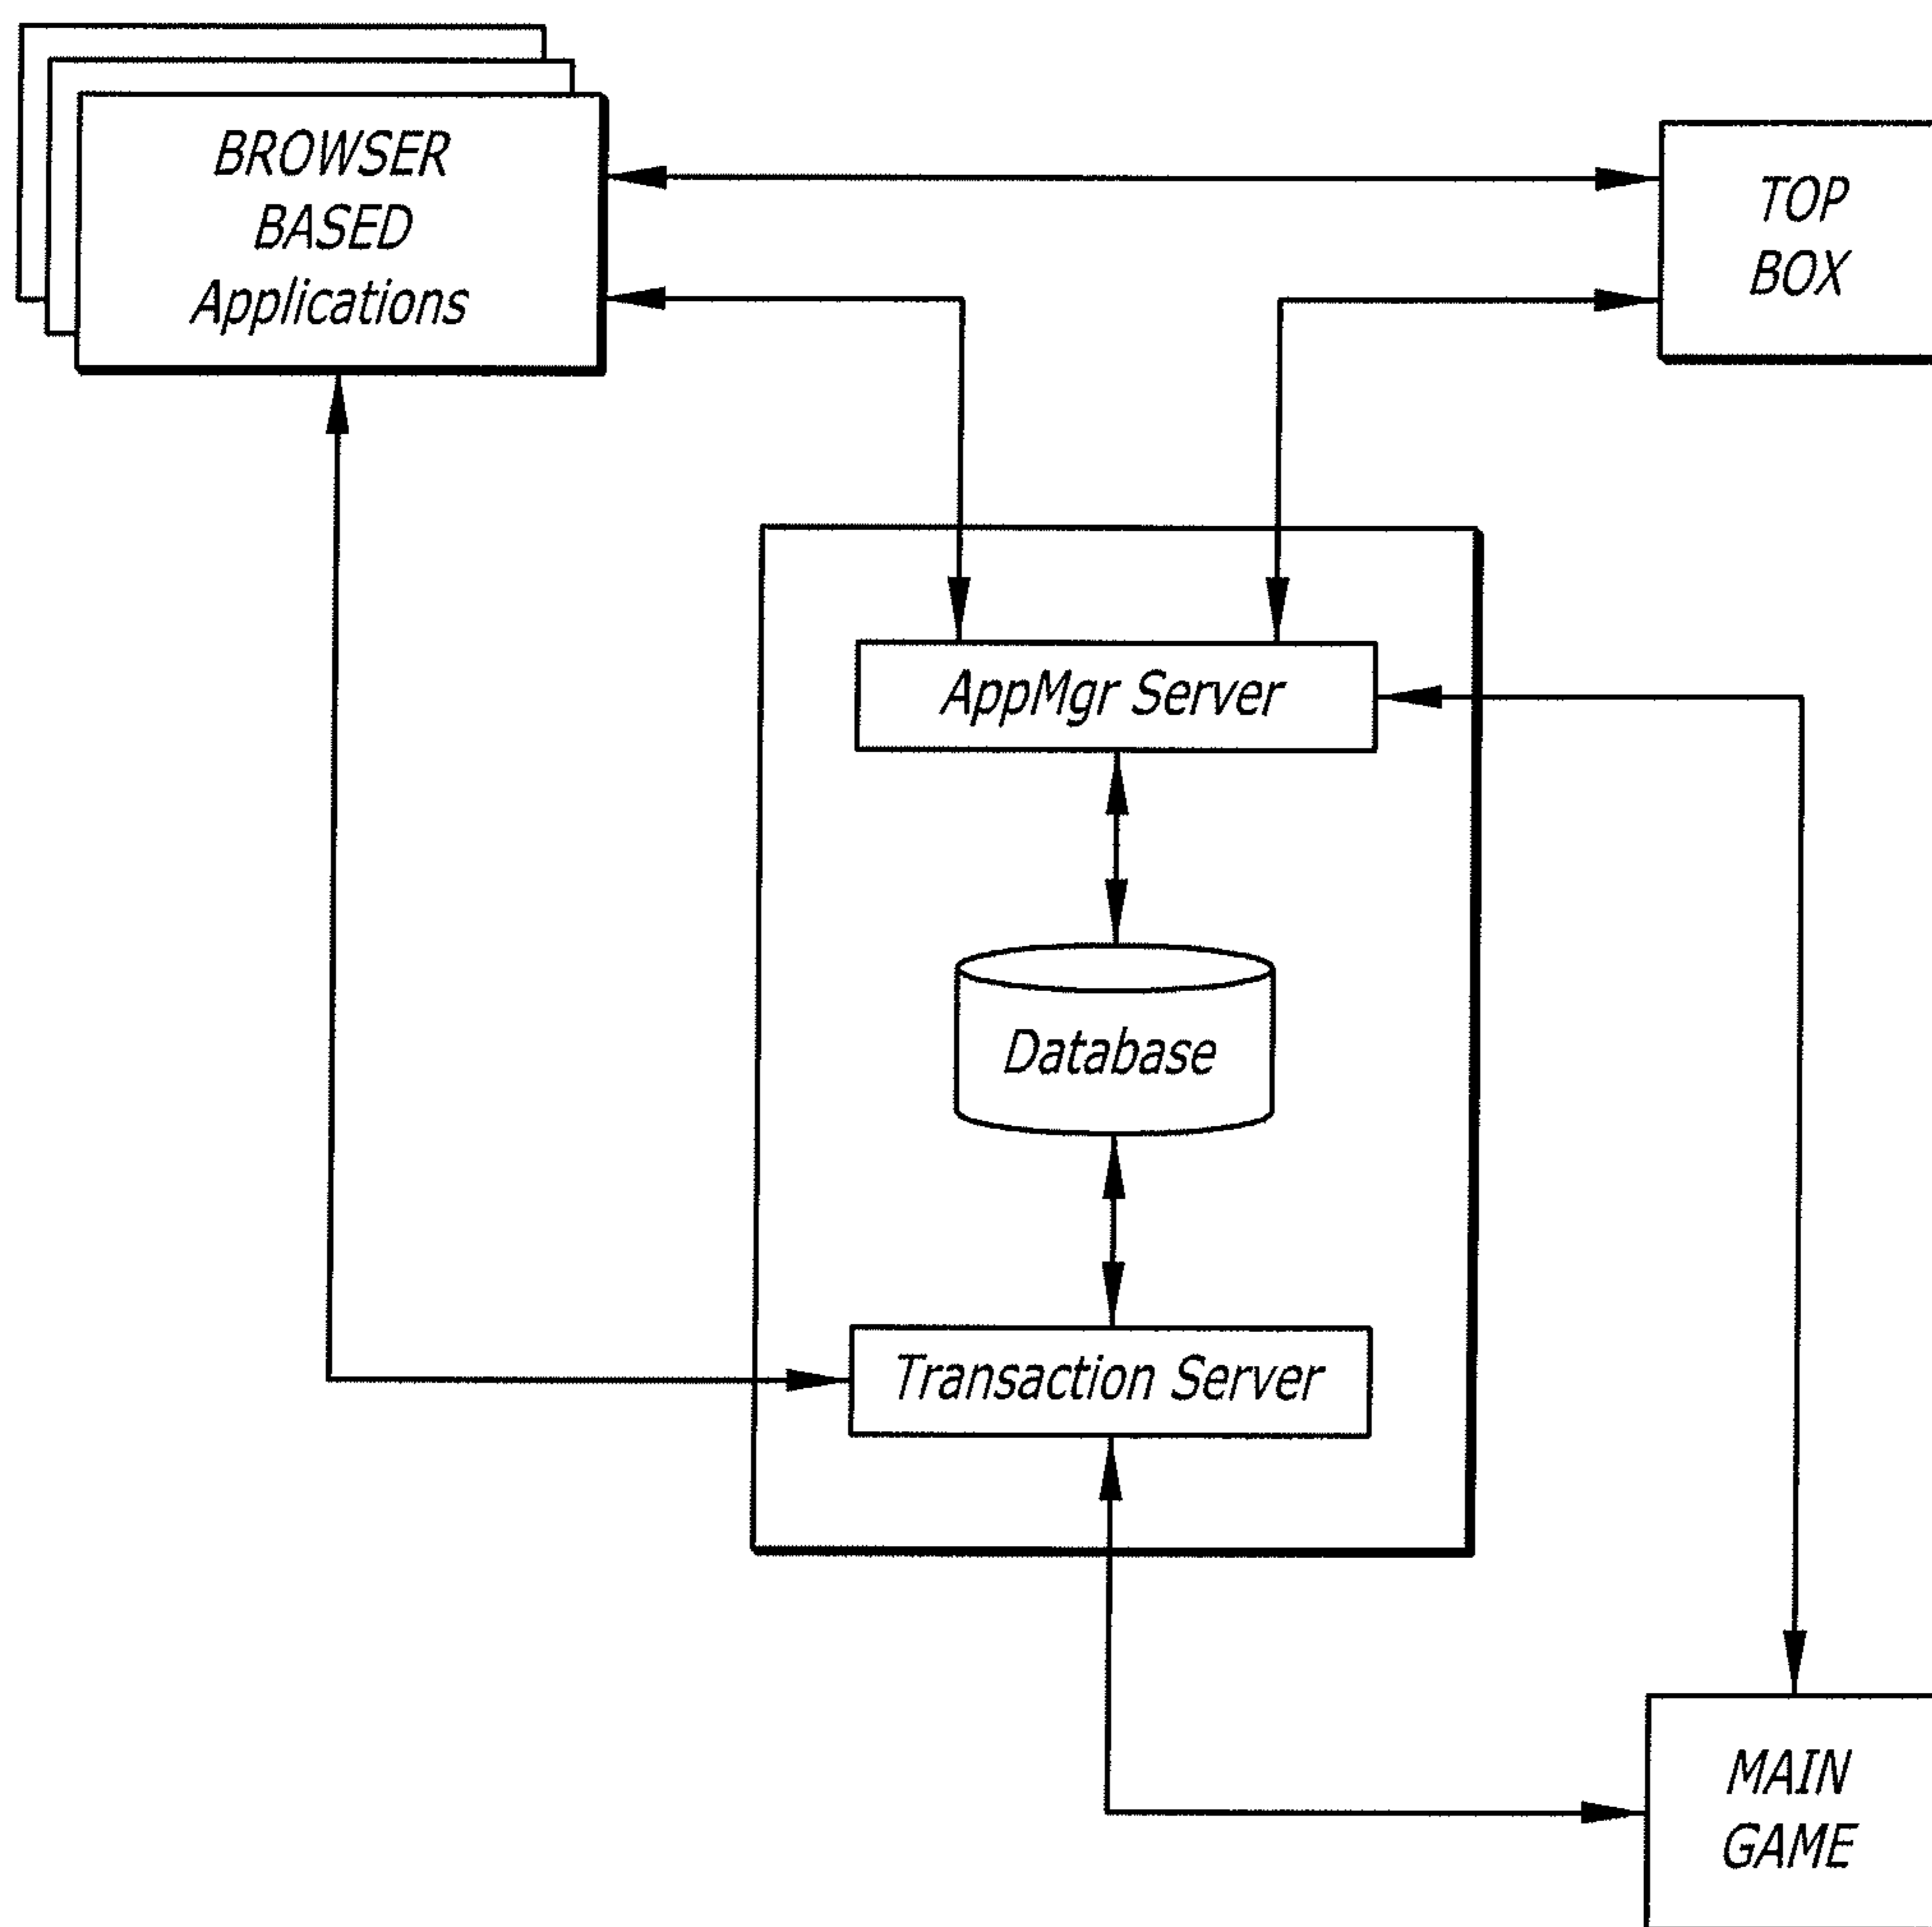 BROWSER
BASED
Applications
TOP
BOX
AppMgr Server
Database
Transaction Server
MAIN
GAME